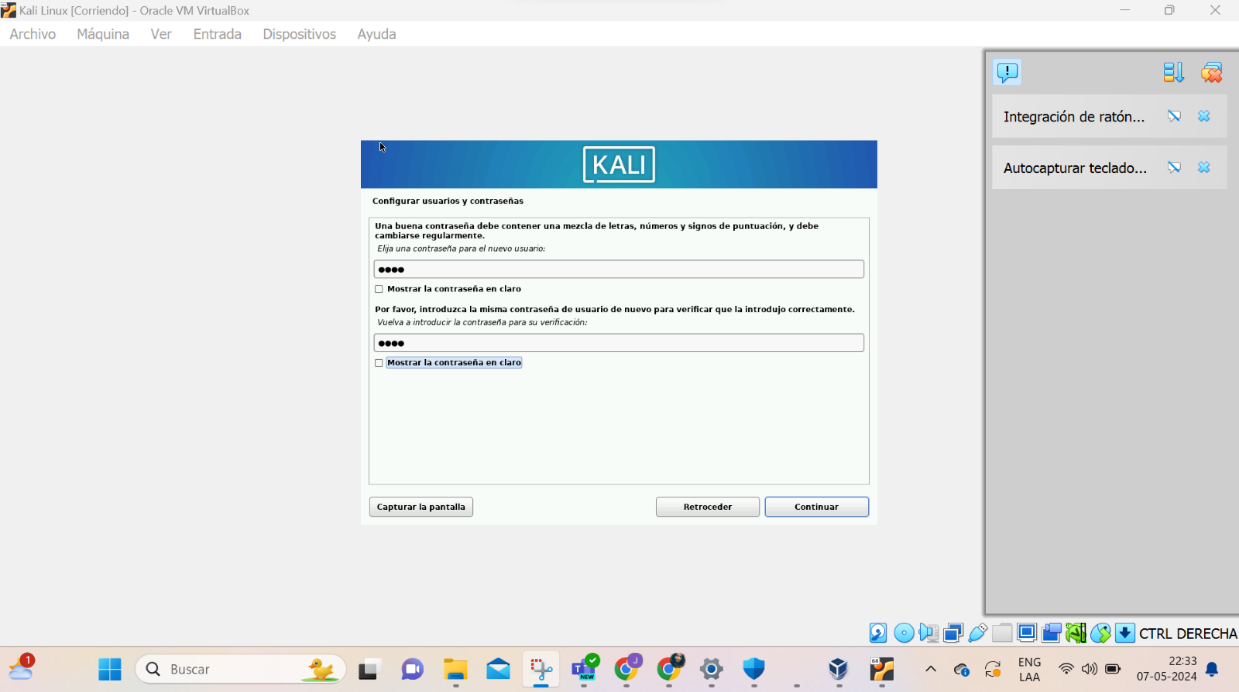 Kali Linux [Corriendo] - Oracle VM VirtualBox
Archivo Máquina Ver Entrada Dispositivos Ayuda
Integración de ratón...
Autocapturar teclado...
KALI
Configurar usuarios y contraseñas
Una buena contraseña debe contener una mezcla de letras, números y signos de puntuación, y debe
cambiarse regularmente.
Elija una contraseña para el nuevo usuario:
●●●●
Mostrar la contraseña en claro
Por favor, introduzca la misma contraseña de usuario de nuevo para verificar que la introdujo correctamente.
Vuelva a introducir la contraseña para su verificación:
●●●●
Mostrar la contraseña en claro
Capturar la pantalla Retroceder Continuar
CTRL DERECHA
1
Buscar
NEW
J
64
ENG
LAA
22:33
07-05-2024